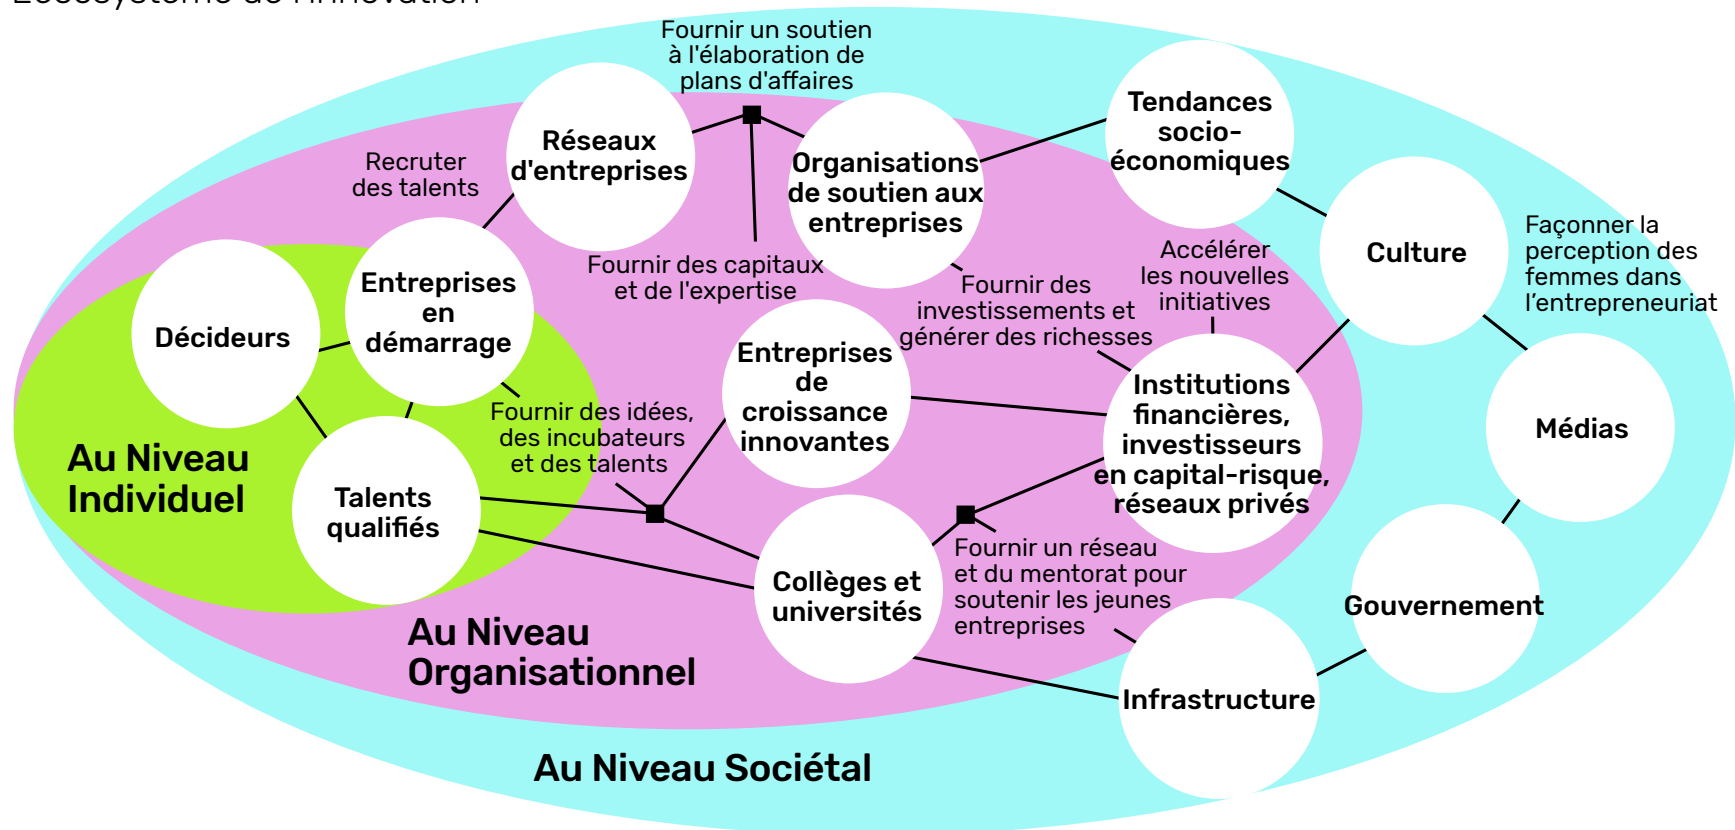 Fournir un soutien
à l'élaboration de
plans d'affaires
Tendances
socio-
économiques
Réseaux
d'entreprises
Organisations
de soutien aux
entreprises
Recruter
des talents
Culture
Façonner la
perception des
femmes dans
l’entrepreneuriat
Accélérer
les nouvelles
initiatives
Fournir des capitaux
et de l'expertise
Fournir des
investissements et
générer des richesses
Entreprises
en
démarrage
Décideurs
Entreprises
de
croissance
innovantes
Institutions
financières,
investisseurs
en capital-risque,
réseaux privés
Médias
Fournir des idées,
des incubateurs
et des talents
Au Niveau
Individuel
Talents
qualifiés
Fournir un réseau
et du mentorat pour
soutenir les jeunes
entreprises
Collèges et
universités
Gouvernement
Au Niveau
Organisationnel
Infrastructure
Au Niveau Sociétal